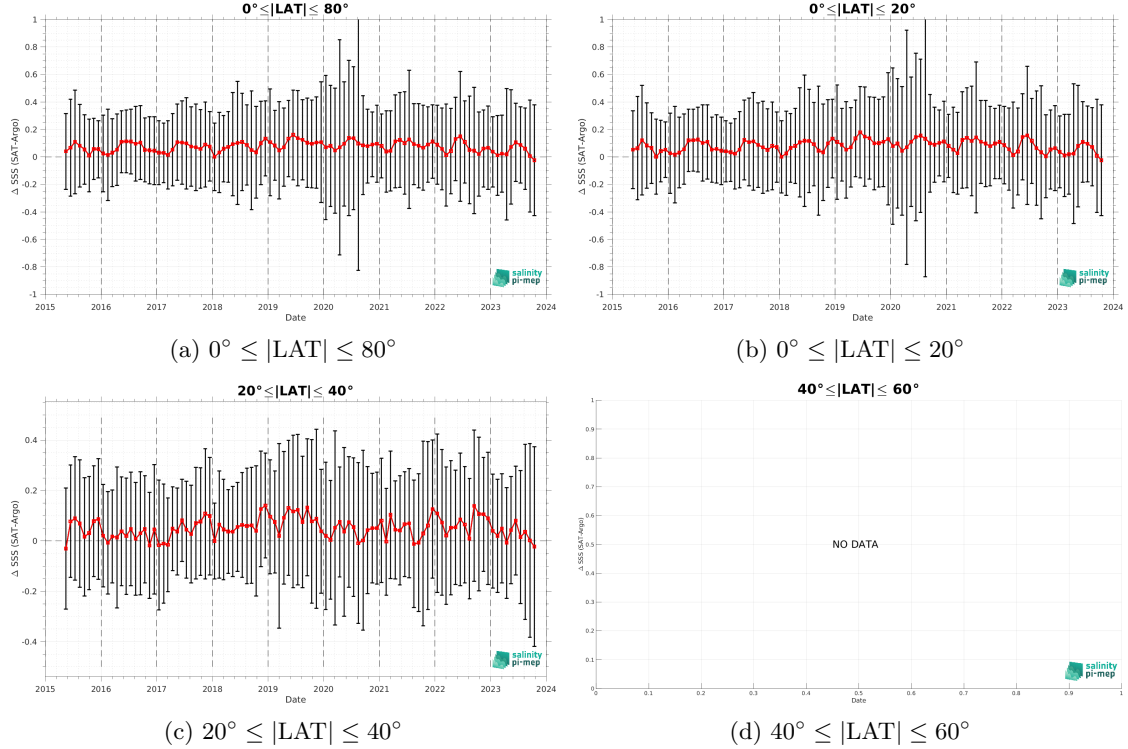 0°≤|LAT|≤ 80°
Δ SSS (SAT-Argo)
1
0.8
0.6
0.4
0.2
0
-0.2
-0.4
-0.6
-0.8
-1
2015 2016 2017 2018 2019 2020 2021 2022 2023 2024
Date
salinity
pi-mep
(a) 0° ≤ |LAT| ≤ 80°
0°≤|LAT|≤ 20°
Δ SSS (SAT-Argo)
1
0.8
0.6
0.4
0.2
0
-0.2
-0.4
-0.6
-0.8
-1
2015 2016 2017 2018 2019 2020 2021 2022 2023 2024
Date
salinity
pi-mep
(b) 0° ≤ |LAT| ≤ 20°
20°≤|LAT|≤ 40°
Δ SSS (SAT-Argo)
0.4
0.2
0
-0.2
-0.4
2015 2016 2017 2018 2019 2020 2021 2022 2023 2024
Date
salinity
pi-mep
(c) 20° ≤ |LAT| ≤ 40°
40°≤|LAT|≤ 60°
Δ SSS (SAT-Argo)
1
0.9
0.8
0.7
0.6
0.5
0.4
0.3
0.2
0.1
0
NO DATA
0 0.1 0.2 0.3 0.4 0.5 0.6 0.7 0.8 0.9 1
Date
salinity
pi-mep
(d) 40° ≤ |LAT| ≤ 60°